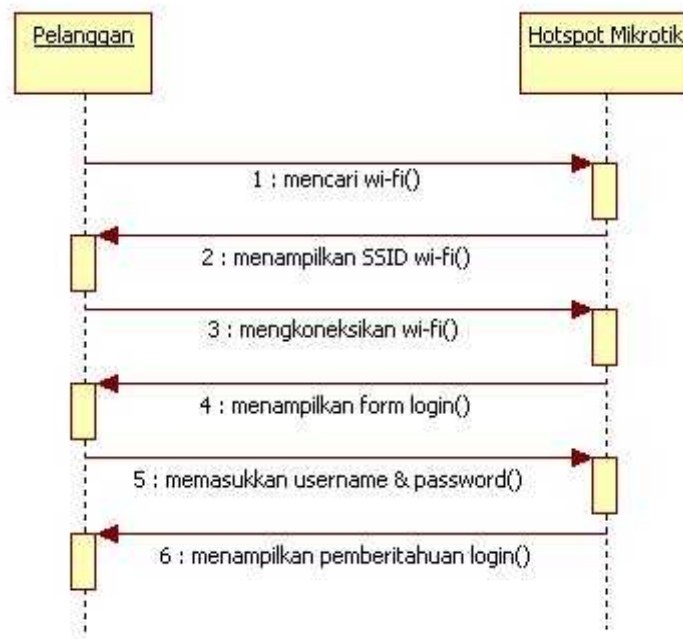 Pelanggan
Hotspot Mikrotik
1 : mencari wi-fi()
2 : menampilkan SSID wi-fi()
3 : mengkoneksikan wi-fi()
4 : menampilkan form login()
5 : memasukkan username & password()
6 : menampilkan pemberitahuan login()